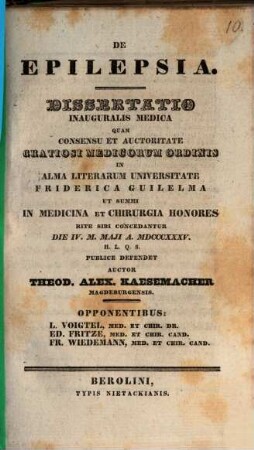 10.
DE
EPILEPSIA.
DISSERTATIO
INAUGURALIS MEDICA
QUAM
CONSENSU ET AUCTORITATE
GRATIOSI MEDICORUM ORDINIS
IN
ALMA LITERARUM UNIVERSITATE
FRIDERICA GUILELMA
UT SUMMI
IN MEDICINA ET CHIRURGIA HONORES
RITE SIBI CONCEDANTUR
DIE IV. M. MAJI A. MDCCCXXXV.
H. L. Q. S.
PUBLICE DEFENDET
AUCTOR
THEOD. ALEX. KAESEMACHER
MAGDEBURGENSIS.
OPPONENTIBUS:
L. VOIGTEL, MED. ET CHIR. DR.
ED. FRITZE, MED. ET CHIR. CAND.
FR. WIEDEMANN, MED. ET CHIR. CAND.
BEROLINI,
TYPIS NIETACKIANIS.